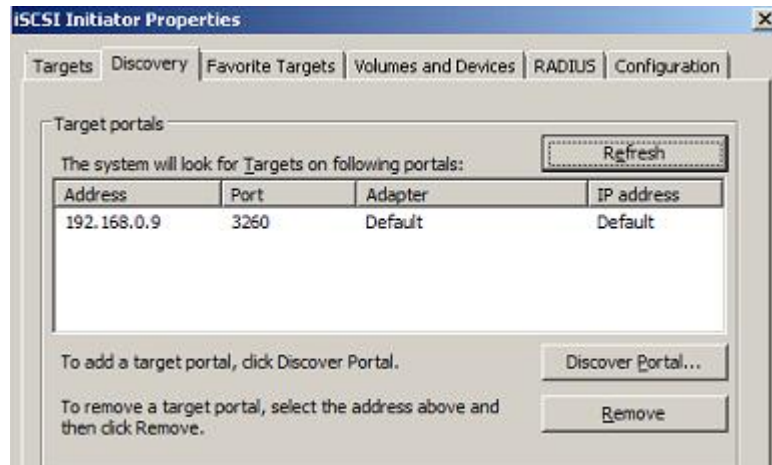 iSCSI Initiator Properties
Targets Discovery Favorite Targets Volumes and Devices RADIUS Configuration
Target portals
The system will look for Targets on following portals:
Refresh
Address Port Adapter IP address
192.168.0.9 3260 Default Default
To add a target portal, click Discover Portal.
Discover Portal...
To remove a target portal, select the address above and
then click Remove.
Remove